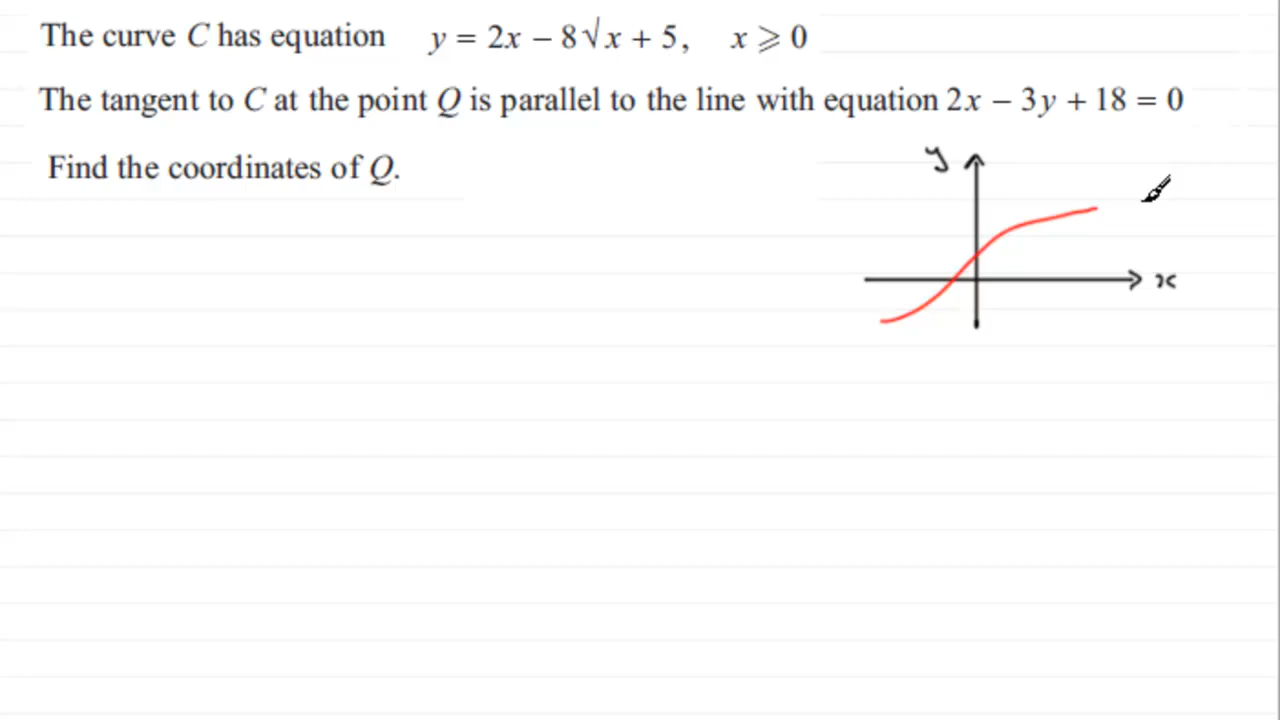 The curve C has equation y = 2x − 8√x + 5, x ⩾ 0
The tangent to C at the point Q is parallel to the line with equation 2x − 3y + 18 = 0
Find the coordinates of Q.
y
x